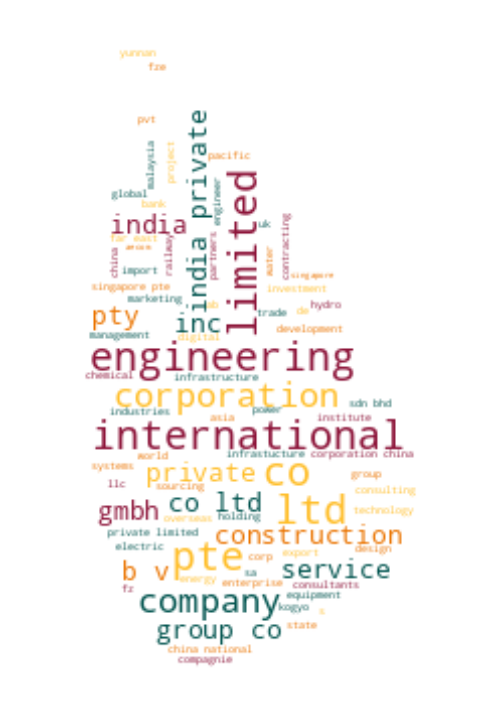 yunnan
fze
pvt
india private
malaysia
project
pacific
limited
engineer
global
bank
india
uk
contracting
far east
railway
partners
china
import
water
singapore
singapore pte
investment
marketing
hydro
pty
inc
trade
de
development
management
digital
engineering
chemical
infrastructure
corporation
sdn bhd
industries
power
asia
institute
international
infrastucture
corporation china
world
systems
private
co
group
llc
sourcing
consulting
gmbh
co ltd
ltd
technology
overseas
holding
private limited
construction
electric
pte
corp
export
design
b v
sa
service
energy
enterprise
consultants
fz
company
equipment
kogyo
s
group co
state
china national
compagnie